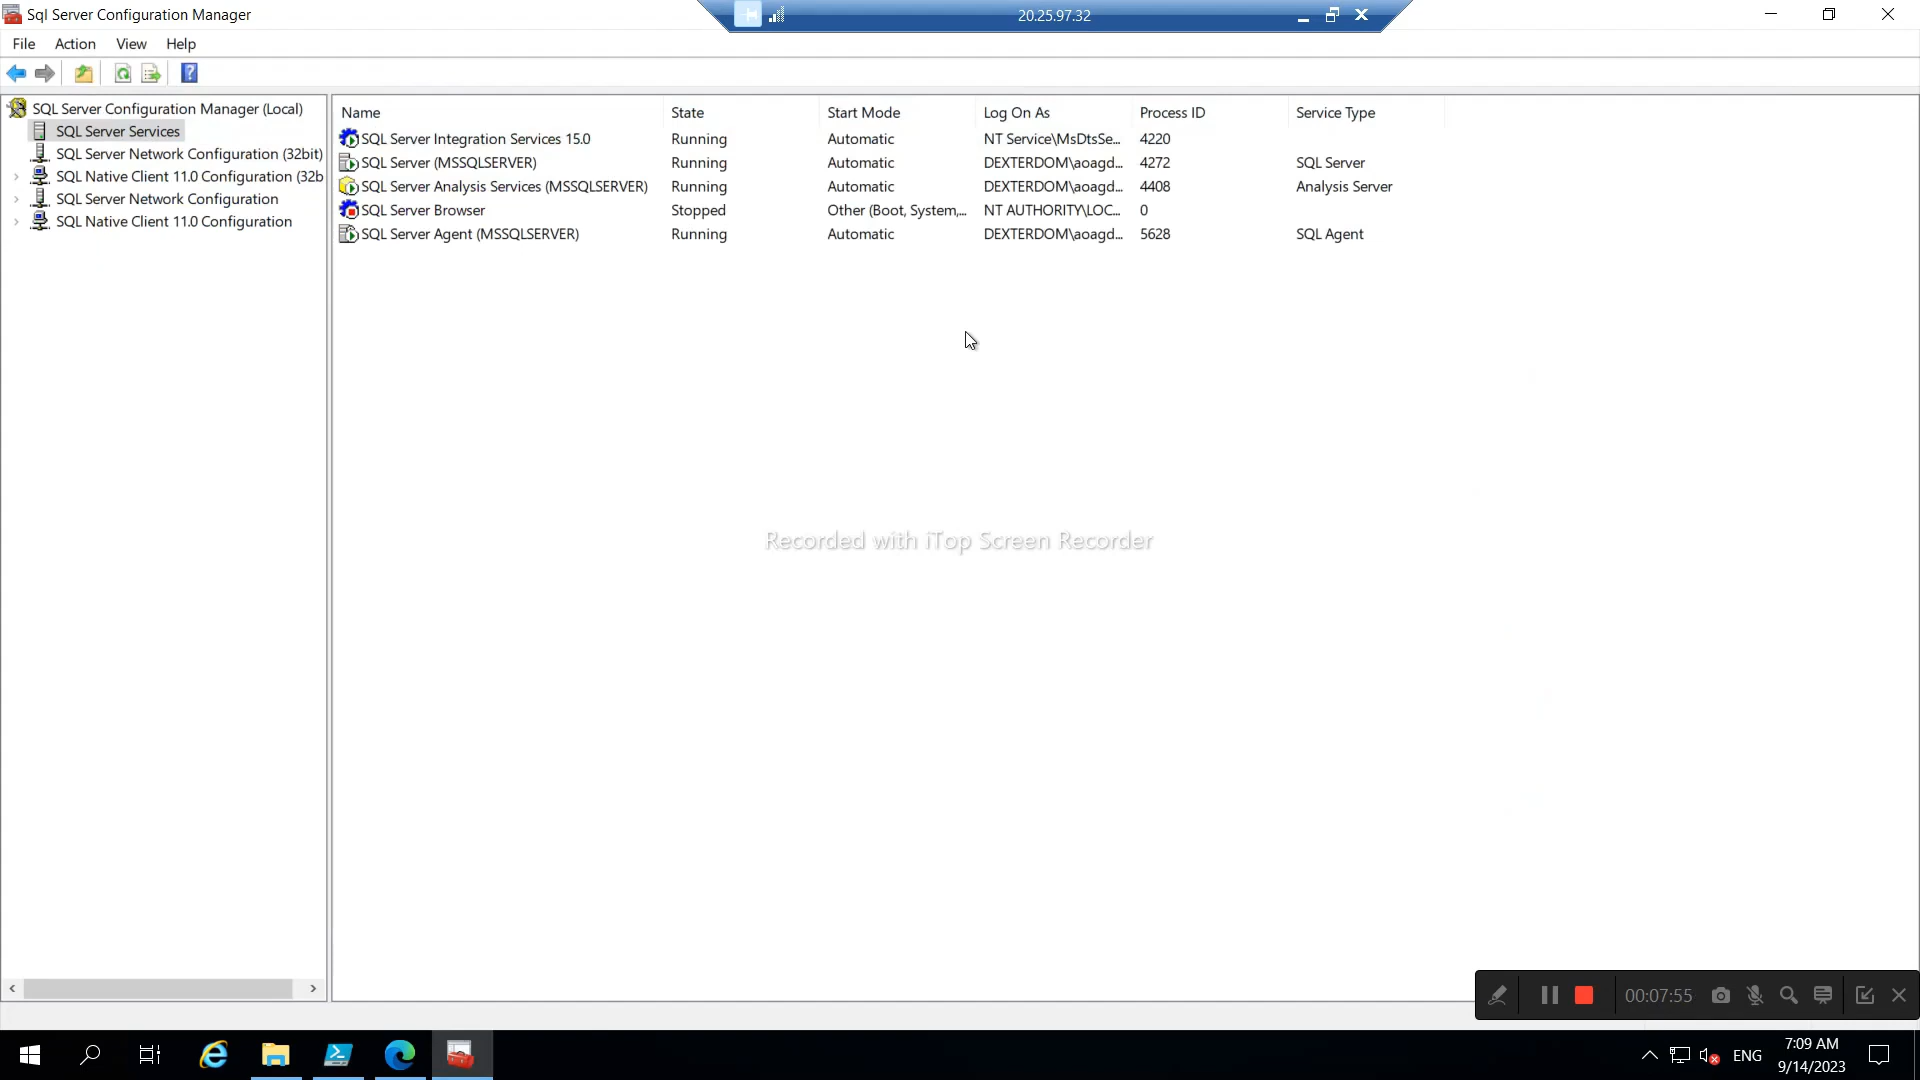 Sql Server Configuration Manager
20.25.97.32
File Action View Help
SQL Server Configuration Manager (Local)
SQL Server Services
SQL Server Network Configuration (32bit)
SQL Native Client 11.0 Configuration (32b
SQL Server Network Configuration
SQL Native Client 11.0 Configuration
Name State Start Mode Log On As Process ID Service Type
SQL Server Integration Services 15.0 Running Automatic NT Service\MsDtsSe... 4220
SQL Server (MSSQLSERVER) Running Automatic DEXTERDOM\aoagd... 4272 SQL Server
SQL Server Analysis Services (MSSQLSERVER) Running Automatic DEXTERDOM\aoagd... 4408 Analysis Server
SQL Server Browser Stopped Other (Boot, System,... NT AUTHORITY\LOC... 0
SQL Server Agent (MSSQLSERVER) Running Automatic DEXTERDOM\aoagd... 5628 SQL Agent
Recorded with iTop Screen Recorder
00:07:55
ENG
7:09 AM
9/14/2023